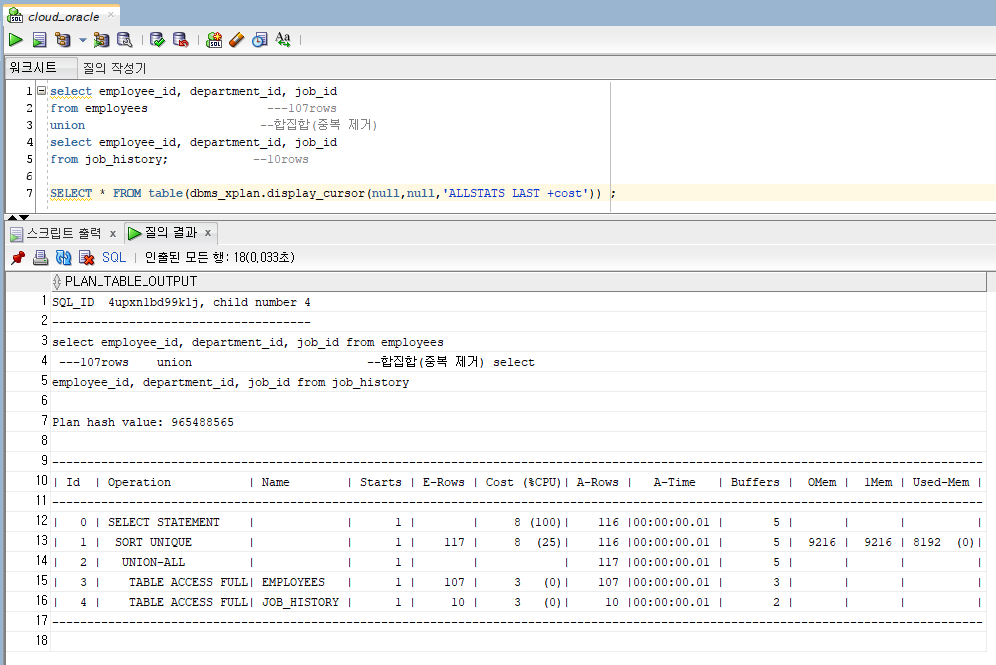 cloud_oracle
워크시트 질의 작성기
1 select employee_id, department_id, job_id
2 from employees                 ---107rows
3 union                         --합집합(중복 제거)
4 select employee_id, department_id, job_id
5 from job_history;            --10rows
6
7 SELECT * FROM table(dbms_xplan.display_cursor(null,null,'ALLSTATS LAST +cost')) ;
스크립트 출력 x 질의 결과 x
SQL | 인출된 모든 행: 18(0,033초)
PLAN_TABLE_OUTPUT
1 SQL_ID  4upxn1bd99k1j, child number 4
2 -------------------------------------
3 select employee_id, department_id, job_id from employees
4  ---107rows    union                         --합집합(중복 제거) select
5 employee_id, department_id, job_id from job_history
6
7 Plan hash value: 965488565
8
9 -------------------------------------------------------------------------------------------------------------------------------------
10 | Id  | Operation          | Name        | Starts | E-Rows | Cost (%CPU)| A-Rows |   A-Time   | Buffers |  OMem |  1Mem | Used-Mem |
11 -------------------------------------------------------------------------------------------------------------------------------------
12 |   0 | SELECT STATEMENT   |             |      1 |        |     8 (100)|    116 |00:00:00.01 |       5 |       |       |          |
13 |   1 |  SORT UNIQUE       |             |      1 |    117 |     8  (25)|    116 |00:00:00.01 |       5 |  9216 |  9216 | 8192  (0)|
14 |   2 |   UNION-ALL        |             |      1 |        |            |    117 |00:00:00.01 |       5 |       |       |          |
15 |   3 |    TABLE ACCESS FULL| EMPLOYEES   |      1 |    107 |     3   (0)|    107 |00:00:00.01 |       3 |       |       |          |
16 |   4 |    TABLE ACCESS FULL| JOB_HISTORY |      1 |     10 |     3   (0)|     10 |00:00:00.01 |       2 |       |       |          |
17 -------------------------------------------------------------------------------------------------------------------------------------
18